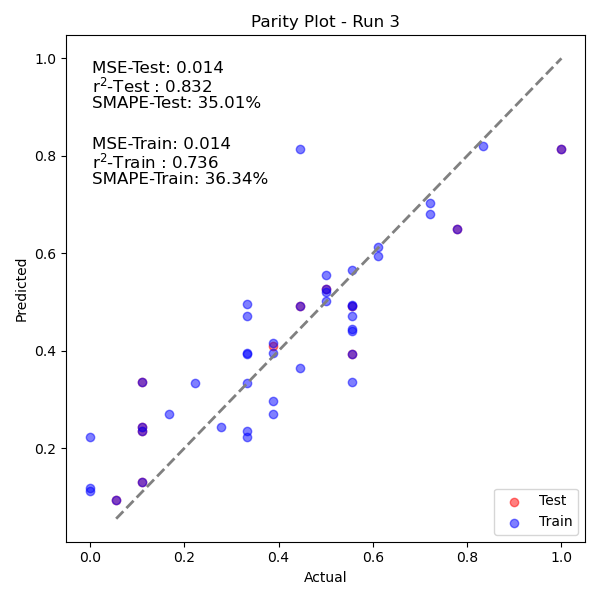 Parity Plot - Run 3
MSE-Test: 0.014
r²-Test : 0.832
SMAPE-Test: 35.01%
MSE-Train: 0.014
r²-Train : 0.736
SMAPE-Train: 36.34%
1.0
0.8
0.6
0.4
0.2
Predicted
Test
Train
0.0
0.2
0.4
0.6
0.8
1.0
Actual